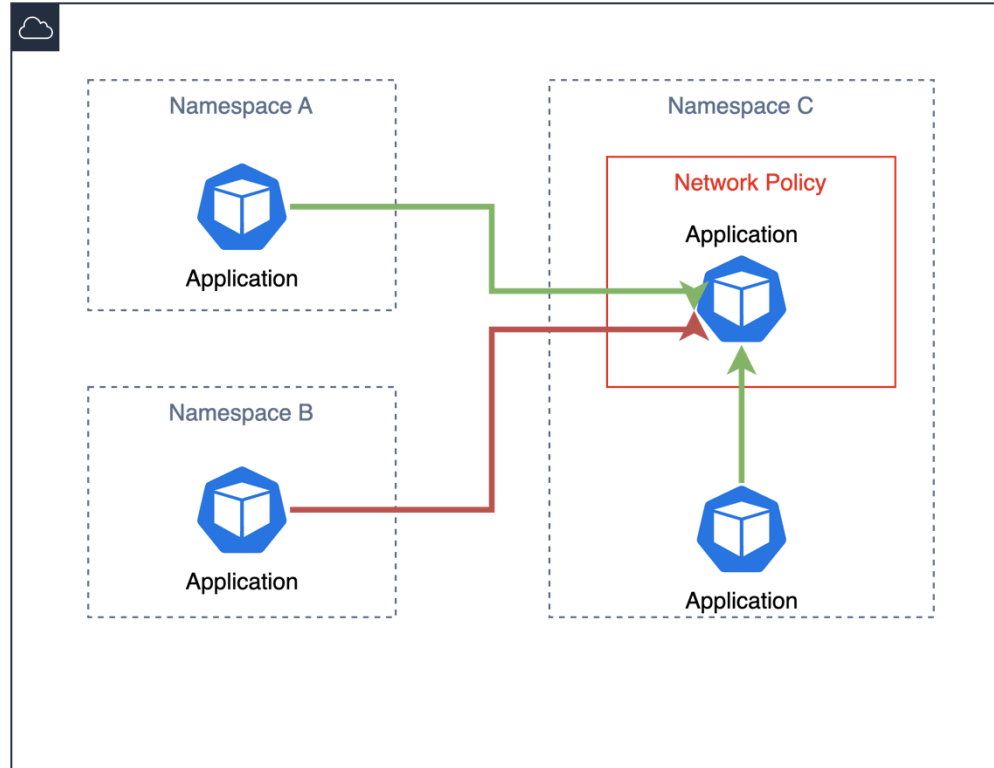 Namespace A
Application
Namespace B
Application
Namespace C
Network Policy
Application
Application